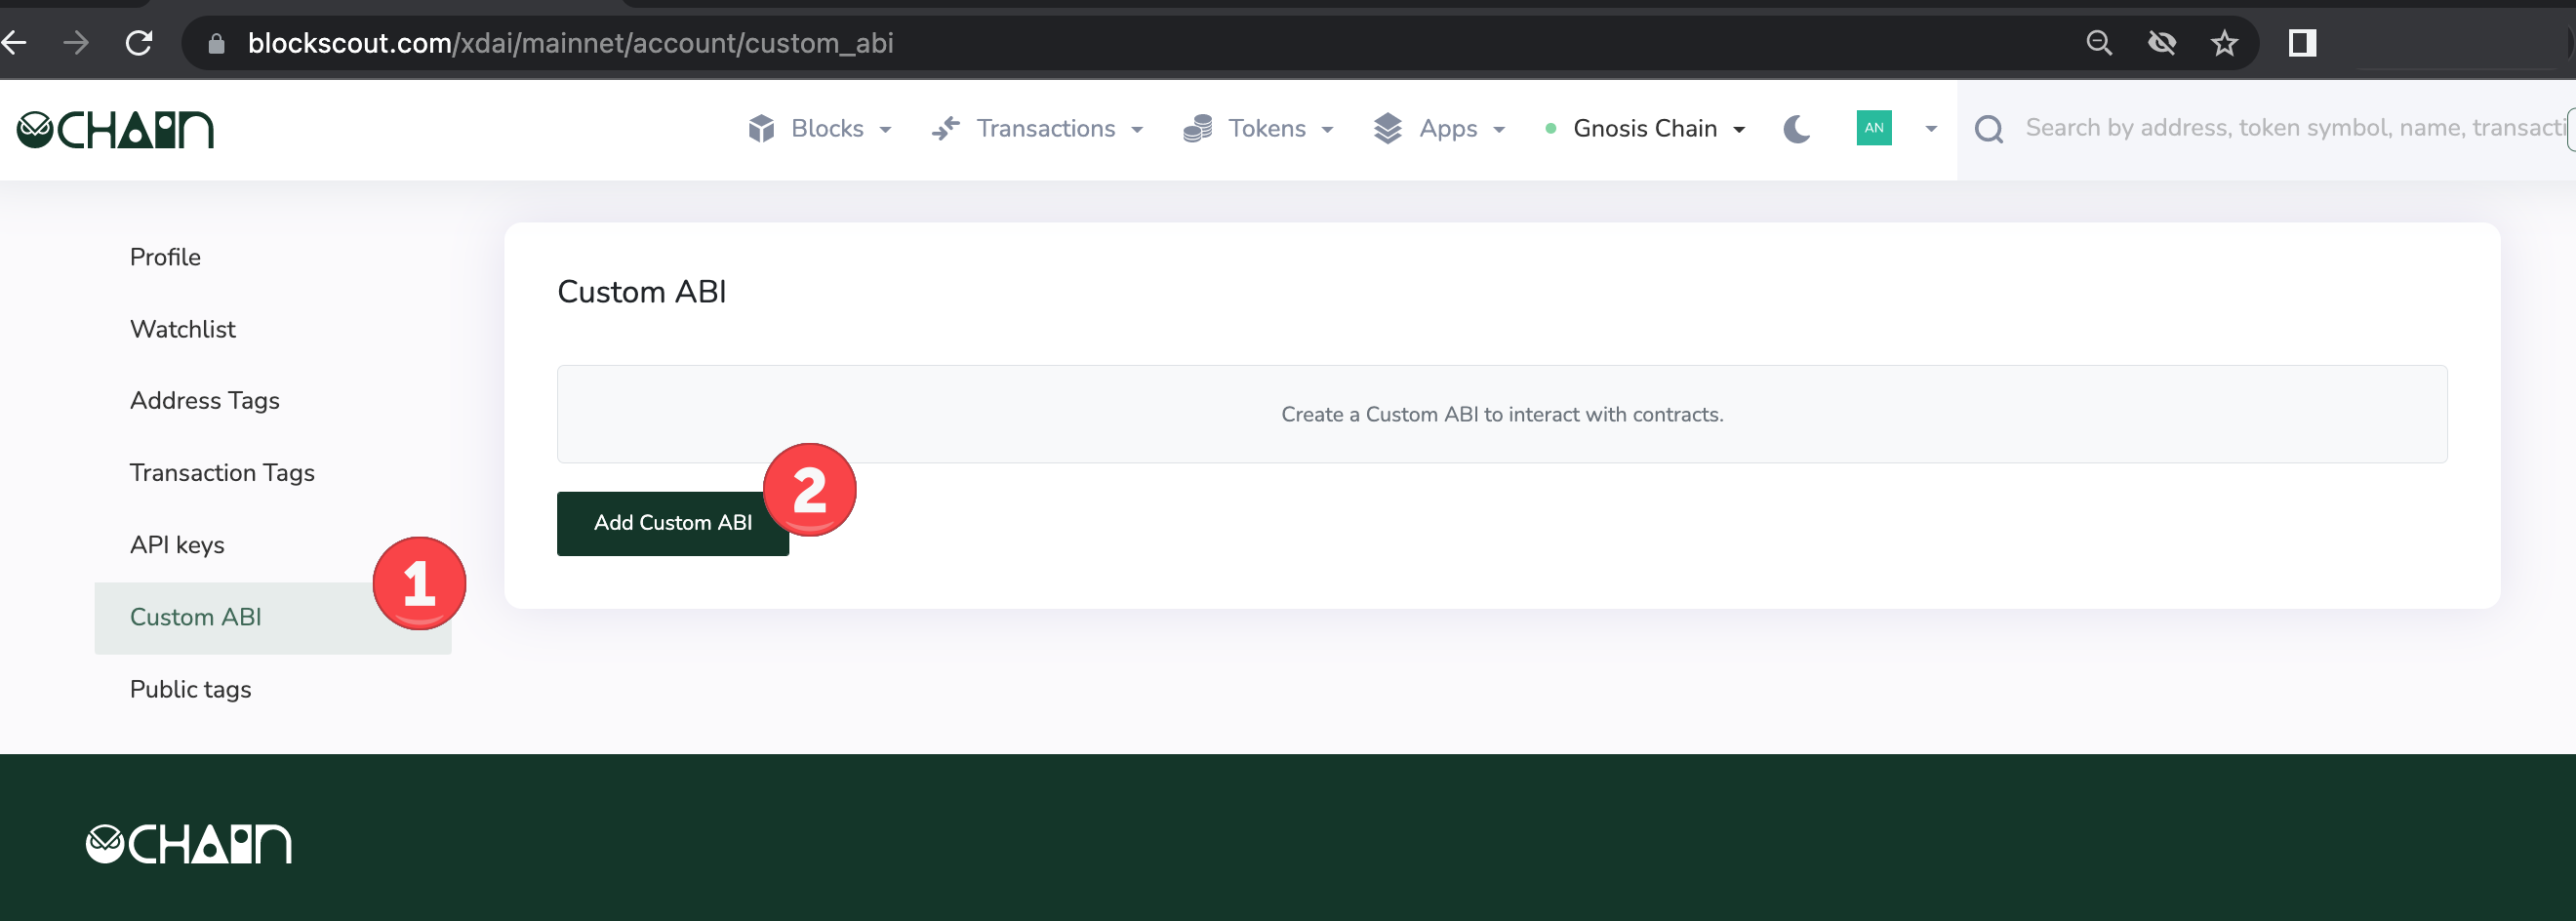 blockscout.com/xdai/mainnet/account/custom_abi
CHAIN
Blocks
Transactions
Tokens
Apps
Gnosis Chain
AN
Search by address, token symbol, name, transacti
Profile
Watchlist
Address Tags
Transaction Tags
API keys
1
Custom ABI
Public tags
Custom ABI
Create a Custom ABI to interact with contracts.
2
Add Custom ABI
CHAIN